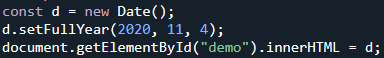 const d = new Date();
d.setFullYear(2020, 11, 4);
document.getElementById("demo").innerHTML = d;